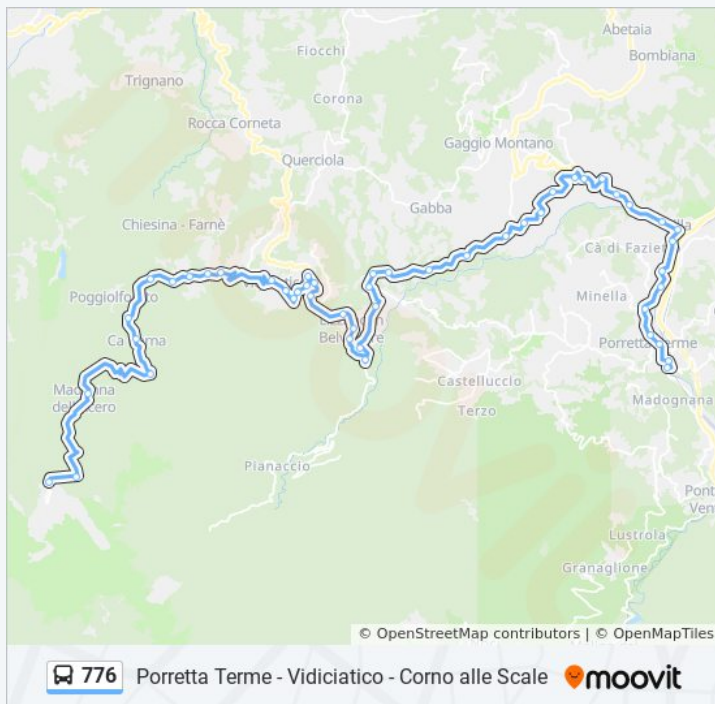 Abetaia
Bombiana
Fiocchi
Trignano
Corona
Rocca Corneta
Gaggio Montano
Querciola
Gabba
Chiesina - Farnè
Cà di Fazie
Minella
Porretta Terme
Castelluccio
Terzo
Madognana
Pianaccio
Lustrola
Granaglione
© OpenStreetMap contributors | © OpenMapTiles
776 Porretta Terme - Vidiciatico - Corno alle Scale moovit